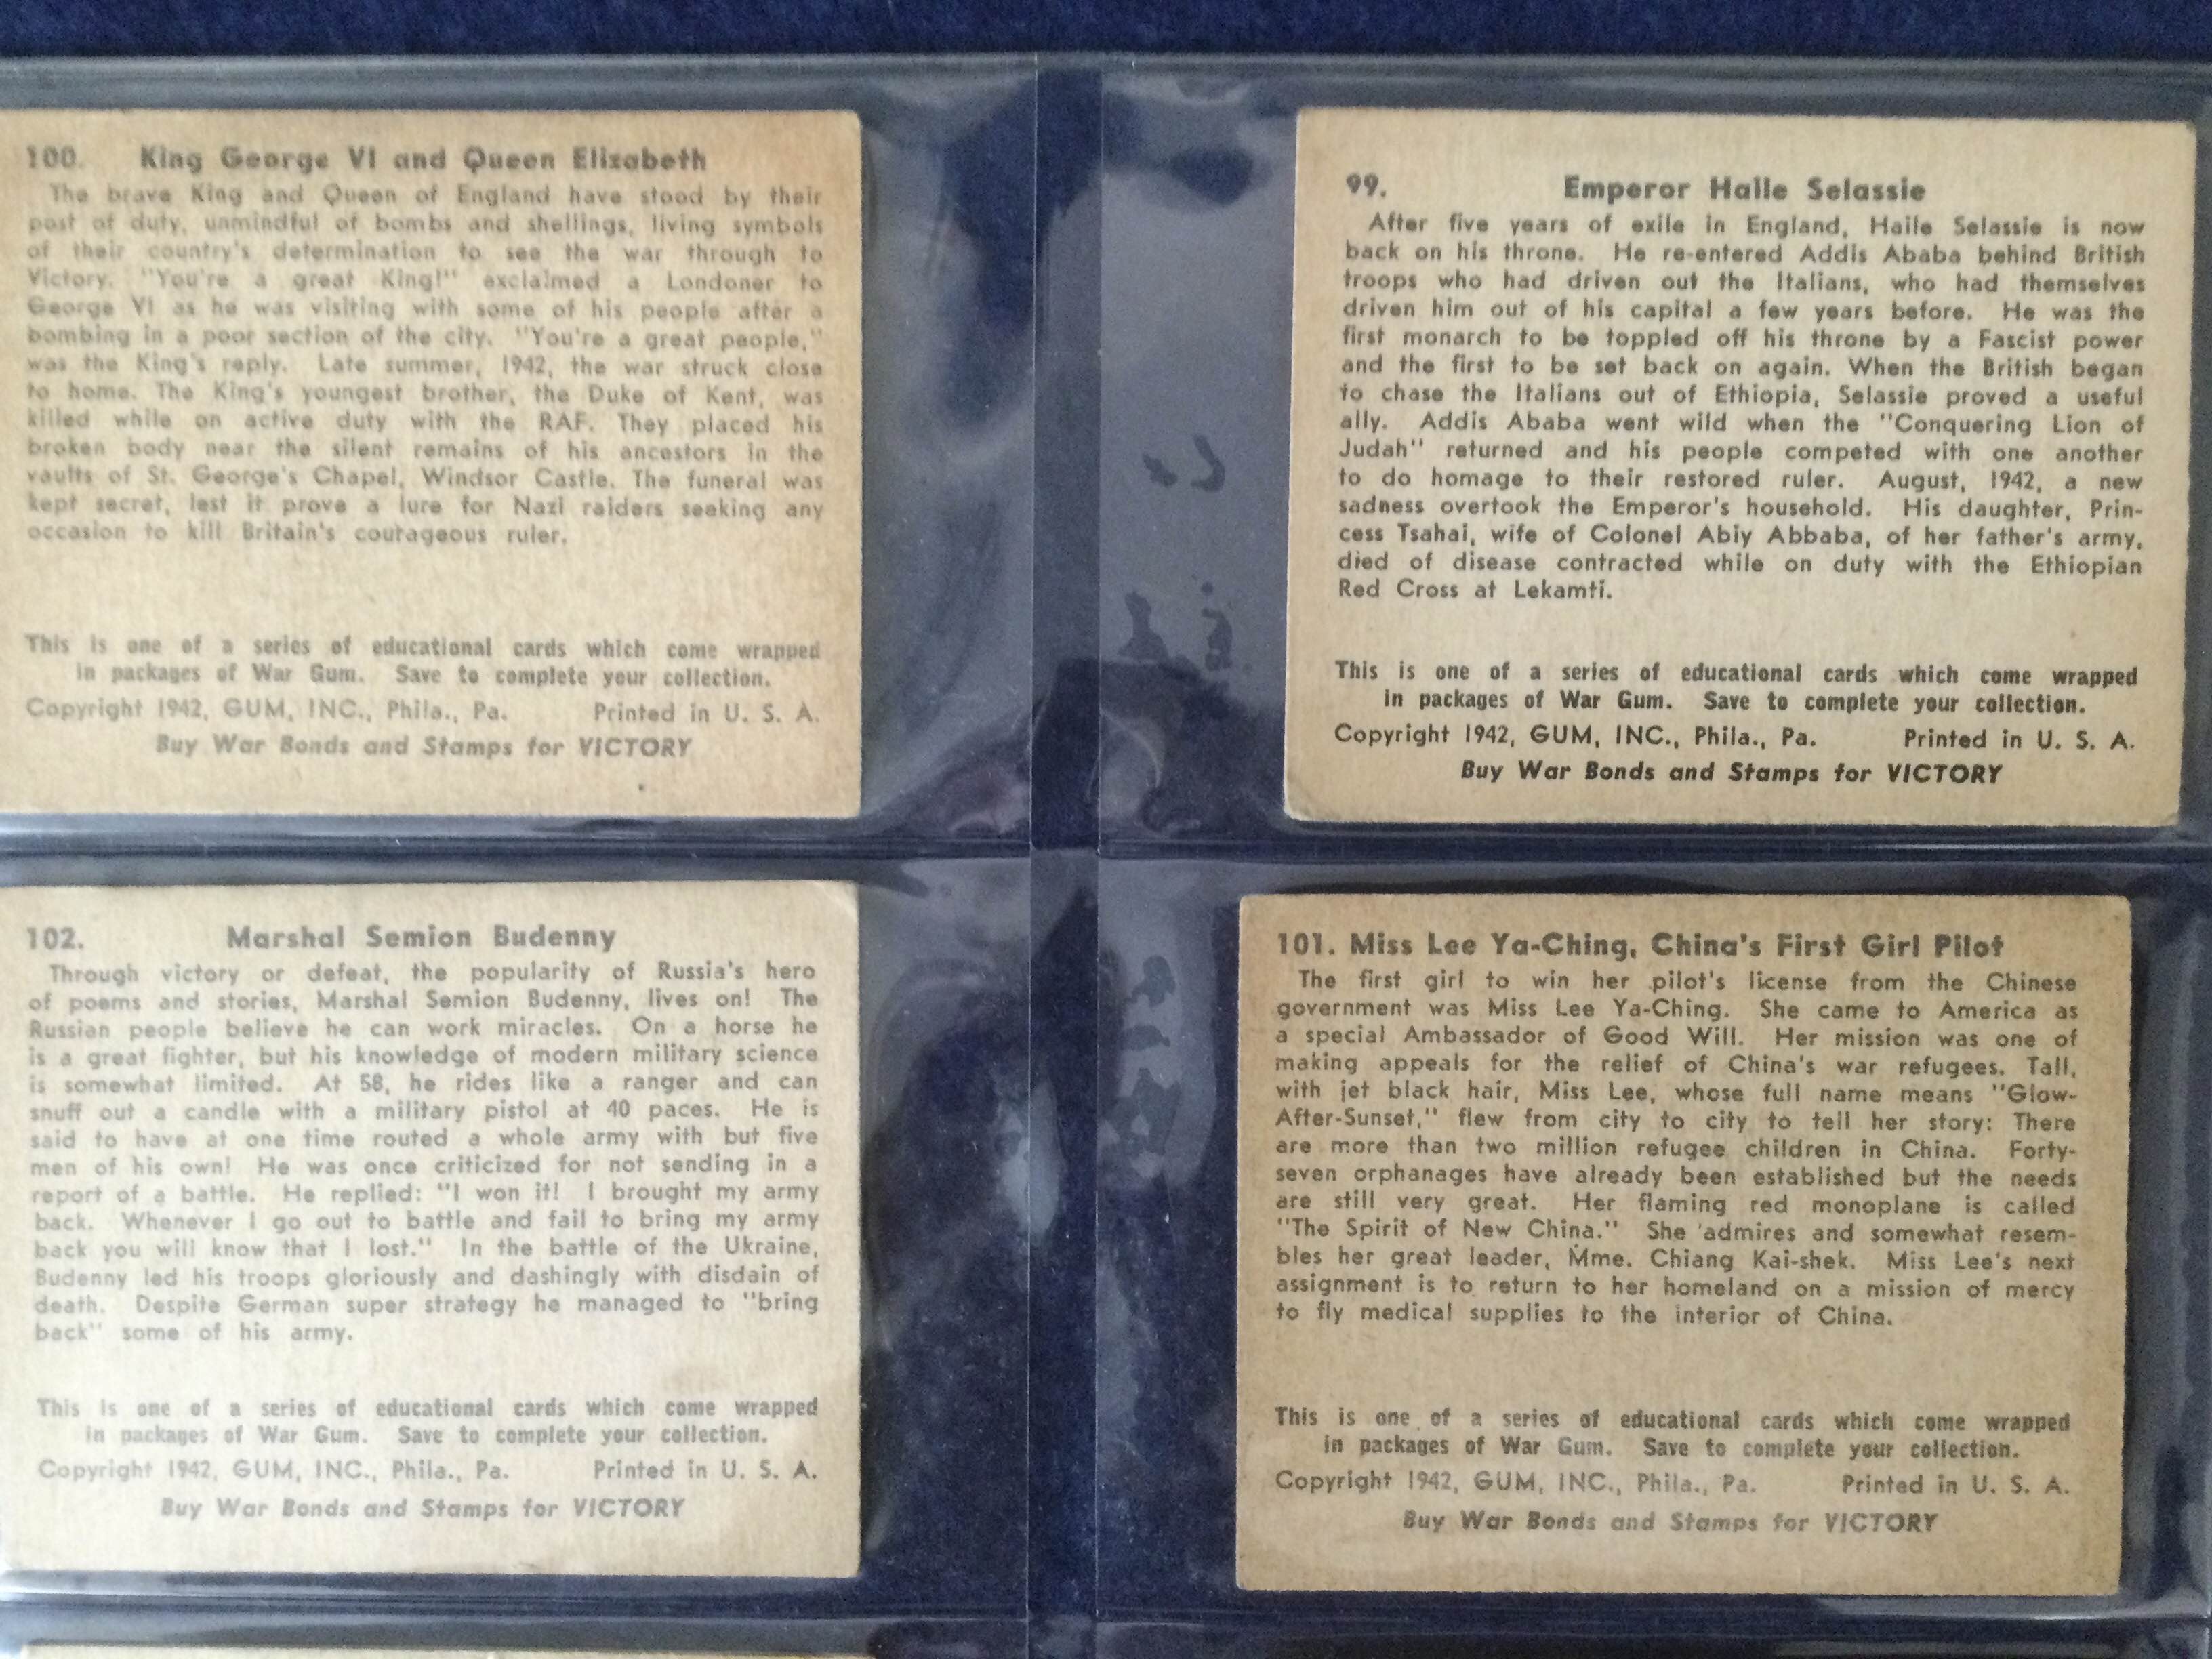 100. King George VI and Queen Elizabeth
The brave King and Queen of England have stood by their
post of duty, unmindful of bombs and shellings, living symbols
of their country's determination to see the war through to
Victory. "You're a great King!" exclaimed a Londoner to
George VI as he was visiting with some of his people after a
bombing in a poor section of the city. "You're a great people,"
was the King's reply. Late summer, 1942, the war struck close
to home. The King's youngest brother, the Duke of Kent, was
killed while on active duty with the RAF. They placed his
broken body near the silent remains of his ancestors in the
vaults of St. George's Chapel, Windsor Castle. The funeral was
kept secret, lest it prove a lure for Nazi raiders seeking any
occasion to kill Britain's courageous ruler.
This is one of a series of educational cards which come wrapped
in packages of War Gum. Save to complete your collection.
Copyright 1942, GUM, INC., Phila., Pa. Printed in U. S. A.
Buy War Bonds and Stamps for VICTORY
99. Emperor Haile Selassie
After five years of exile in England, Haile Selassie is now
back on his throne. He re-entered Addis Ababa behind British
troops who had driven out the Italians, who had themselves
driven him out of his capital a few years before. He was the
first monarch to be toppled off his throne by a Fascist power
and the first to be set back on again. When the British began
to chase the Italians out of Ethiopia, Selassie proved a useful
ally. Addis Ababa went wild when the "Conquering Lion of
Judah" returned and his people competed with one another
to do homage to their restored ruler. August, 1942, a new
sadness overtook the Emperor's household. His daughter, Prin-
cess Tsahai, wife of Colonel Abiy Abbaba, of her father's army,
died of disease contracted while on duty with the Ethiopian
Red Cross at Lekamti.
This is one of a series of educational cards which come wrapped
in packages of War Gum. Save to complete your collection.
Copyright 1942, GUM, INC., Phila., Pa. Printed in U. S. A.
Buy War Bonds and Stamps for VICTORY
102. Marshal Semion Budenny
Through victory or defeat, the popularity of Russia's hero
of poems and stories, Marshal Semion Budenny, lives on! The
Russian people believe he can work miracles. On a horse he
is a great fighter, but his knowledge of modern military science
is somewhat limited. At 58, he rides like a ranger and can
snuff out a candle with a military pistol at 40 paces. He is
said to have at one time routed a whole army with but five
men of his own! He was once criticized for not sending in a
report of a battle. He replied: "I won it! I brought my army
back. Whenever I go out to battle and fail to bring my army
back you will know that I lost." In the battle of the Ukraine,
Budenny led his troops gloriously and dashingly with disdain of
death. Despite German super strategy he managed to "bring
back" some of his army.
This is one of a series of educational cards which come wrapped
in packages of War Gum. Save to complete your collection.
Copyright 1942, GUM, INC., Phila., Pa. Printed in U. S. A.
Buy War Bonds and Stamps for VICTORY
101. Miss Lee Ya-Ching, China's First Girl Pilot
The first girl to win her pilot's license from the Chinese
government was Miss Lee Ya-Ching. She came to America as
a special Ambassador of Good Will. Her mission was one of
making appeals for the relief of China's war refugees. Tall,
with jet black hair, Miss Lee, whose full name means "Glow-
After-Sunset," flew from city to city to tell her story: There
are more than two million refugee children in China. Forty-
seven orphanages have already been established but the needs
are still very great. Her flaming red monoplane is called
"The Spirit of New China." She admires and somewhat resem-
bles her great leader, Mme. Chiang Kai-shek. Miss Lee's next
assignment is to return to her homeland on a mission of mercy
to fly medical supplies to the interior of China.
This is one of a series of educational cards which come wrapped
in packages of War Gum. Save to complete your collection.
Copyright 1942, GUM, INC., Phila., Pa. Printed in U. S. A.
Buy War Bonds and Stamps for VICTORY